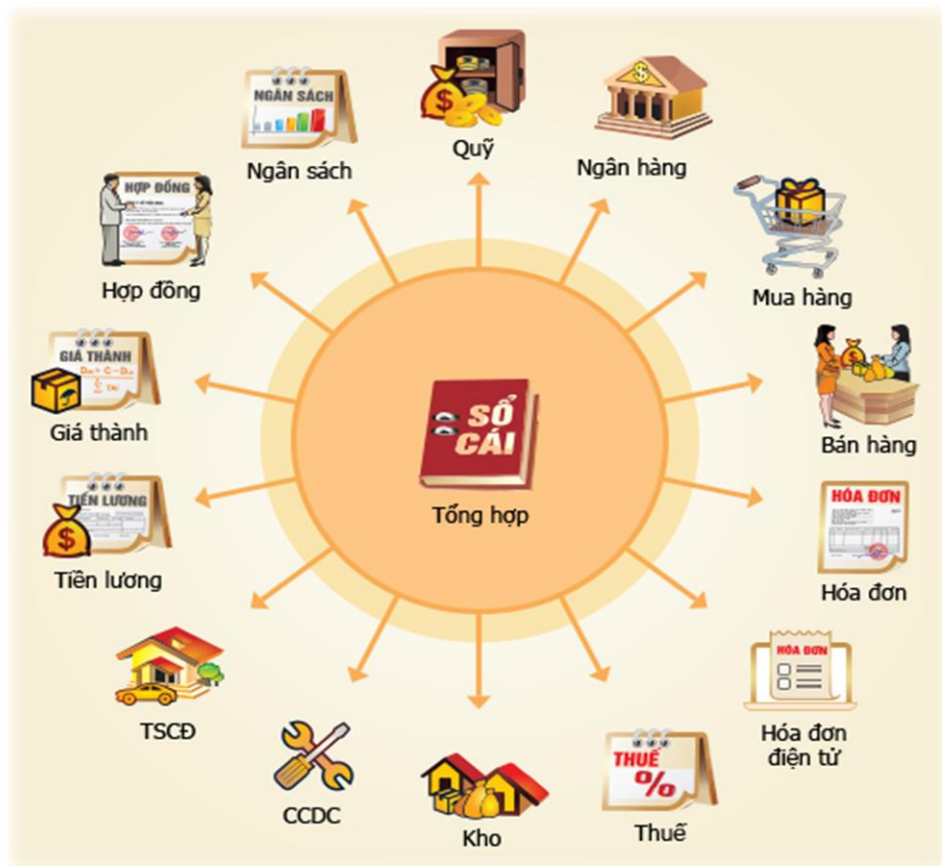 NGÂN SÁCH
Ngân sách
$
Quỹ
$
Ngân hàng
HỢP ĐỒNG
Hợp đồng
Mua hàng
GIÁ THÀNH
Giá thành
SỔ
CÁI
Tổng hợp
$
Bán hàng
TIỀN LƯƠNG
$
Tiền lương
HÓA ĐƠN
Hóa đơn
TSCĐ
HÓA ĐƠN
Hóa đơn
điện tử
CCDC
Kho
THUẾ
%
Thuế